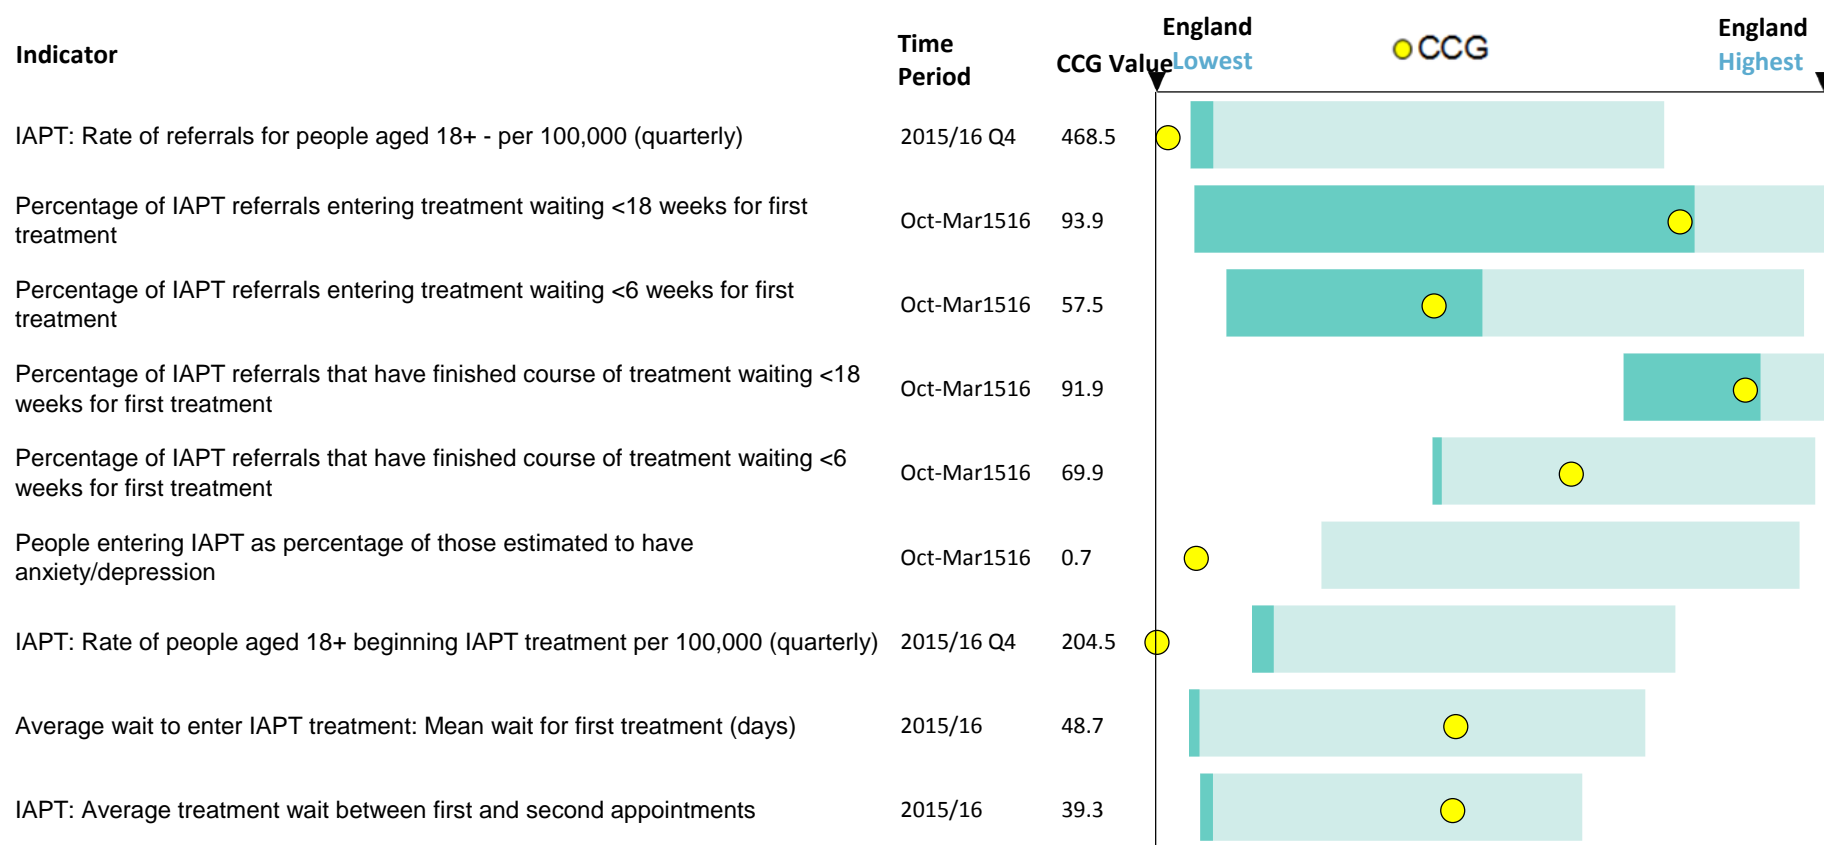 Indicator
Time
Period
CCG Value
England
Lowest
CCG
England
Highest
IAPT: Rate of referrals for people aged 18+ - per 100,000 (quarterly) 2015/16 Q4 468.5
Percentage of IAPT referrals entering treatment waiting <18 weeks for first
treatment
Oct-Mar1516 93.9
Percentage of IAPT referrals entering treatment waiting <6 weeks for first
treatment
Oct-Mar1516 57.5
Percentage of IAPT referrals that have finished course of treatment waiting <18
weeks for first treatment
Oct-Mar1516 91.9
Percentage of IAPT referrals that have finished course of treatment waiting <6
weeks for first treatment
Oct-Mar1516 69.9
People entering IAPT as percentage of those estimated to have
anxiety/depression
Oct-Mar1516 0.7
IAPT: Rate of people aged 18+ beginning IAPT treatment per 100,000 (quarterly) 2015/16 Q4 204.5
Average wait to enter IAPT treatment: Mean wait for first treatment (days) 2015/16 48.7
IAPT: Average treatment wait between first and second appointments 2015/16 39.3